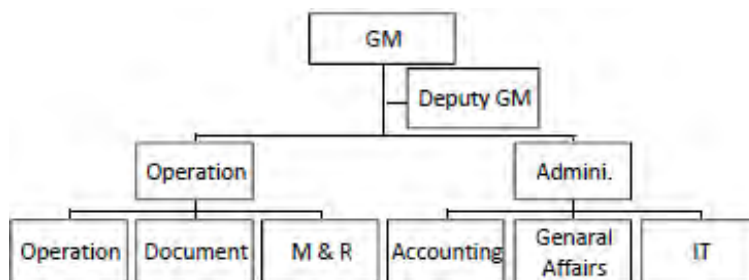 GM
Deputy GM
Operation
Admini.
Operation
Document
M & R
Accounting
Genaral
Affairs
IT